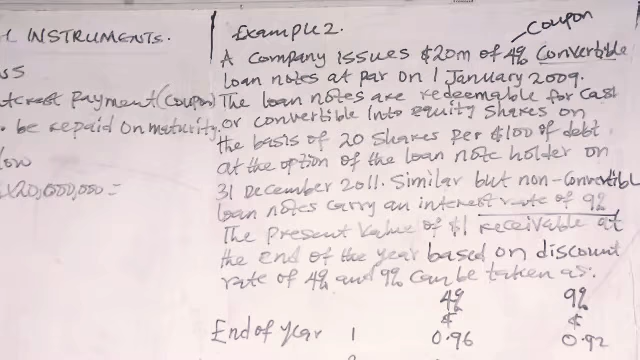 INSTRUMENTS.
Payment (Coupon)
be repaid on maturity.
x20,000,000 =
Example 2.
Coupon
A Company issues $20m of 4% Convertible
loan notes at par on 1 January 2009.
The loan notes are redeemable for cash
or convertible into equity shares on
the basis of 20 shares per $100 of debt
at the option of the loan note holder on
31 December 2011. Similar but non-convertible
loan notes carry an interest rate of 9%
The present value of $1 receivable at
the end of the year based on discount
rate of 4% and 9% can be taken as:
4% 9%
$ $
End of Year 1 0.96 0.92